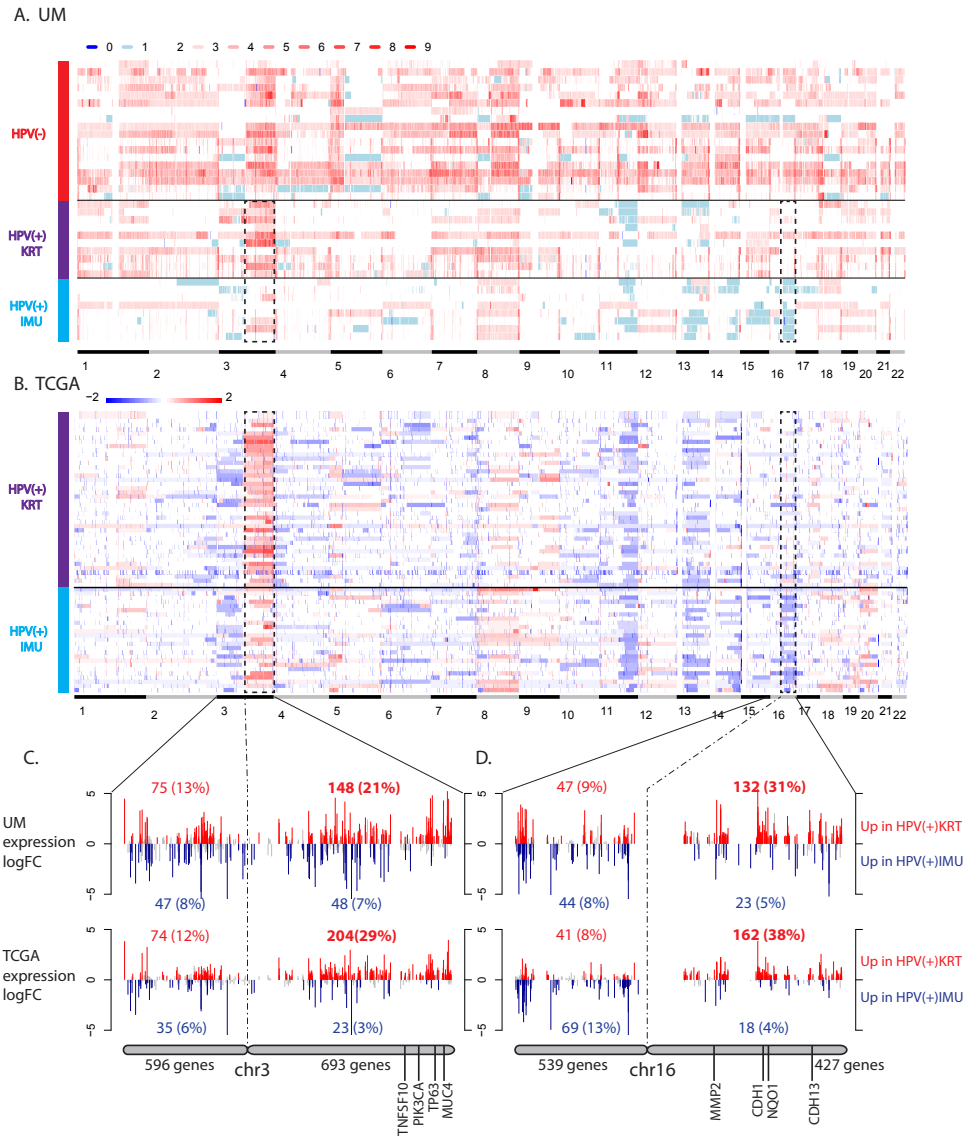 A. UM
0 1 2 3 4 5 6 7 8 9
HPV(-)
HPV(+)
KRT
HPV(+)
IMU
1 2 3 4 5 6 7 8 9 10 11 12 13 14 15 16 17 18 19 20 21 22
B. TCGA
−2 2
HPV(+)
KRT
HPV(+)
IMU
1 2 3 4 5 6 7 8 9 10 11 12 13 14 15 16 17 18 19 20 22
C. D.
75 (13%) 148 (21%) 47 (9%) 132 (31%)
UM
expression
logFC
5 0 −5
5 0 −5
Up in HPV(+)KRT
Up in HPV(+)IMU
47 (8%) 48 (7%) 44 (8%) 23 (5%)
74 (12%) 204(29%) 41 (8%) 162 (38%)
TCGA
expression
logFC
5 0 −5
5 0 −5
Up in HPV(+)KRT
Up in HPV(+)IMU
35 (6%) 23 (3%) 69 (13%) 18 (4%)
596 genes chr3 693 genes 539 genes chr16 427 genes
TNFSF10
PIK3CA
TP63
MUC4
MMP2
CDH1
NQO1
CDH13